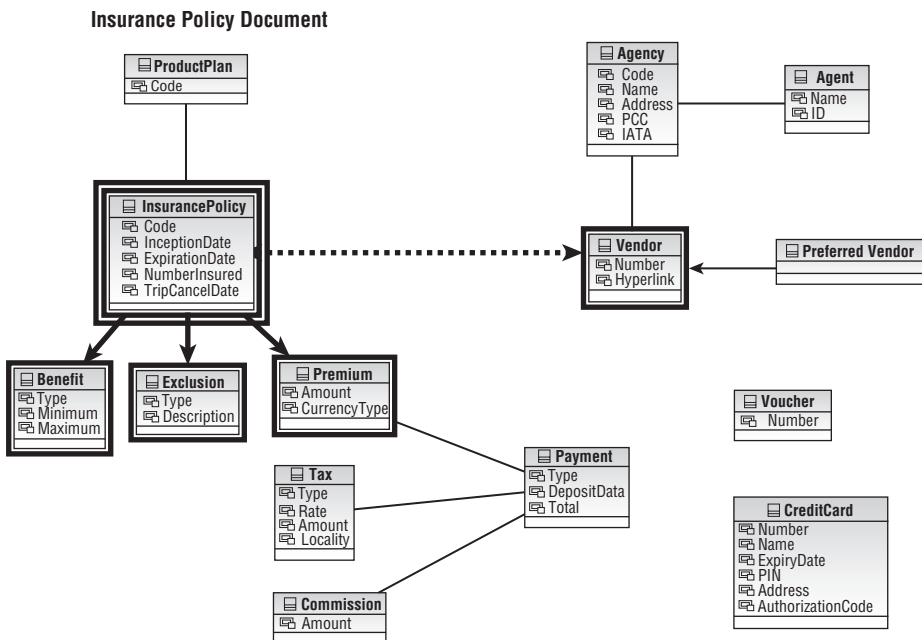 Insurance Policy Document
ProductPlan
Code
Agency
Code
Name
Address
PCC
IATA
Agent
Name
ID
InsurancePolicy
Code
InceptionDate
ExpirationDate
NumberInsured
TripCancelDate
Vendor
Number
Hyperlink
Preferred Vendor
Benefit
Type
Minimum
Maximum
Exclusion
Type
Description
Premium
Amount
CurrencyType
Voucher
Number
Tax
Type
Rate
Amount
Locality
Payment
Type
DepositData
Total
CreditCard
Number
Name
ExpiryDate
PIN
Address
AuthorizationCode
Commission
Amount